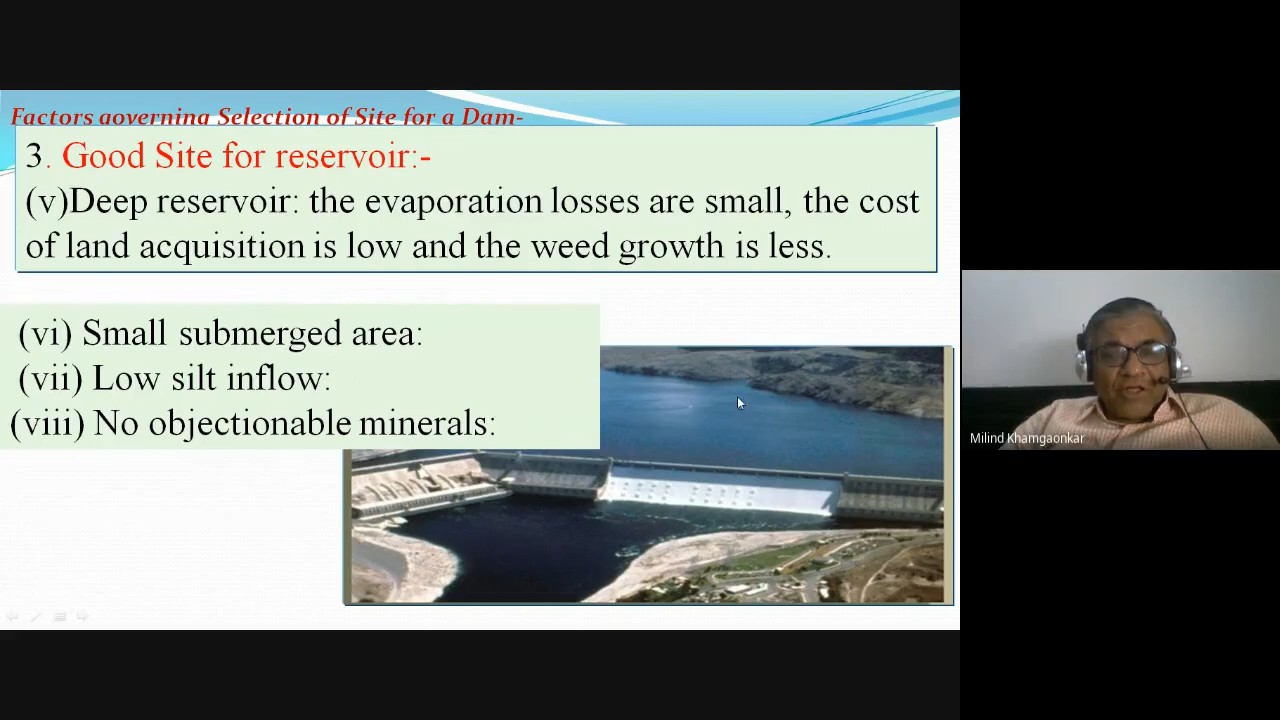 Factors governing Selection of Site for a Dam-
3. Good Site for reservoir:-
(v)Deep reservoir: the evaporation losses are small, the cost
of land acquisition is low and the weed growth is less.
(vi) Small submerged area:
(vii) Low silt inflow:
(viii) No objectionable minerals:
Milind Khamgaonkar